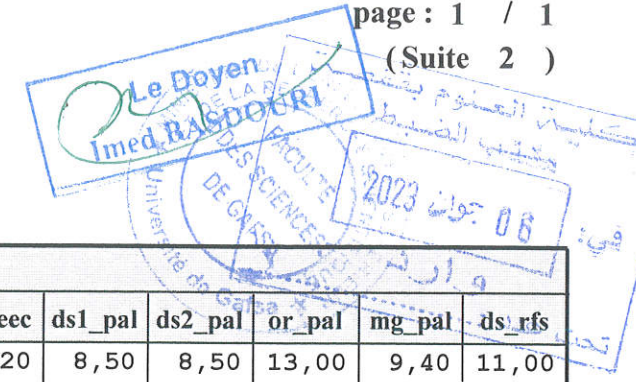 page : 1 / 1
(Suite 2 )
Le Doyen
Imed BASDOURI
FACULTE
DES SCIENCES
DE GAFSA
Université de Gafsa
06 جوان 2023
في :
eec ds1_pal ds2_pal or_pal mg_pal ds_rfs
20 8,50 8,50 13,00 9,40 11,00